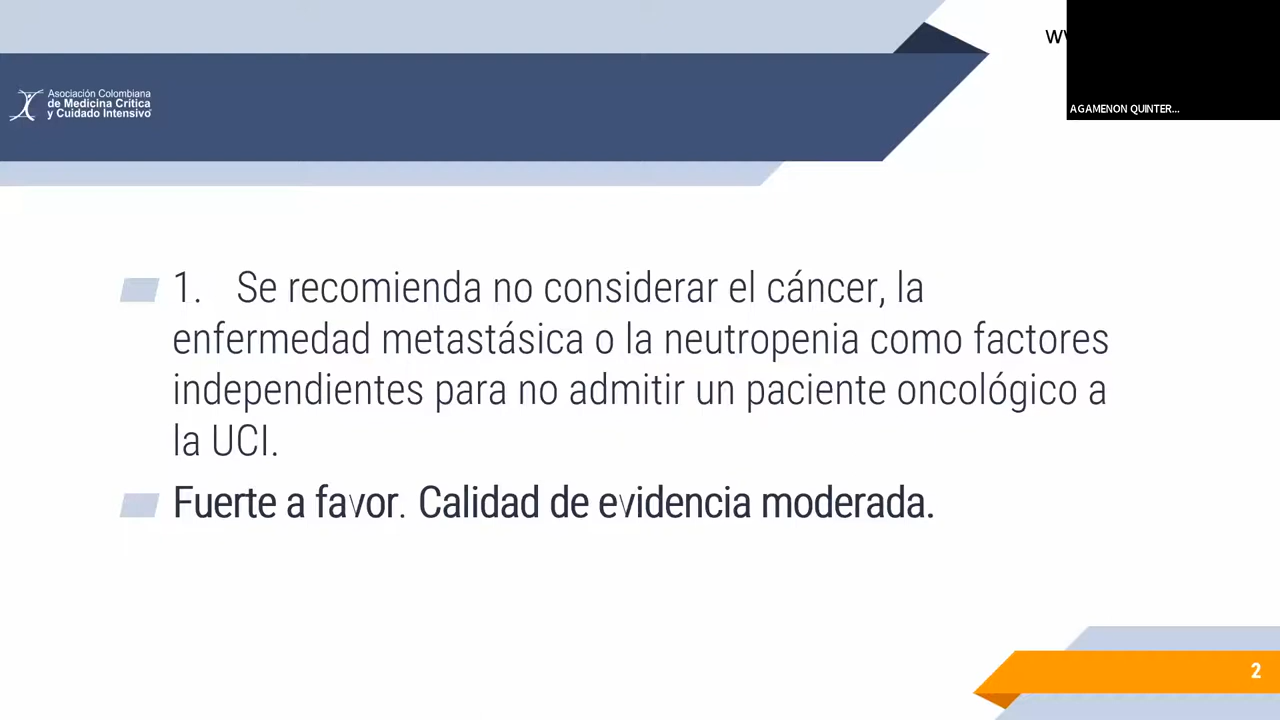 Asociación Colombiana
de Medicina Crítica
y Cuidado Intensivo
AGAMENON QUINTER...
1. Se recomienda no considerar el cáncer, la
enfermedad metastásica o la neutropenia como factores
independientes para no admitir un paciente oncológico a
la UCI.
Fuerte a favor. Calidad de evidencia moderada.
2